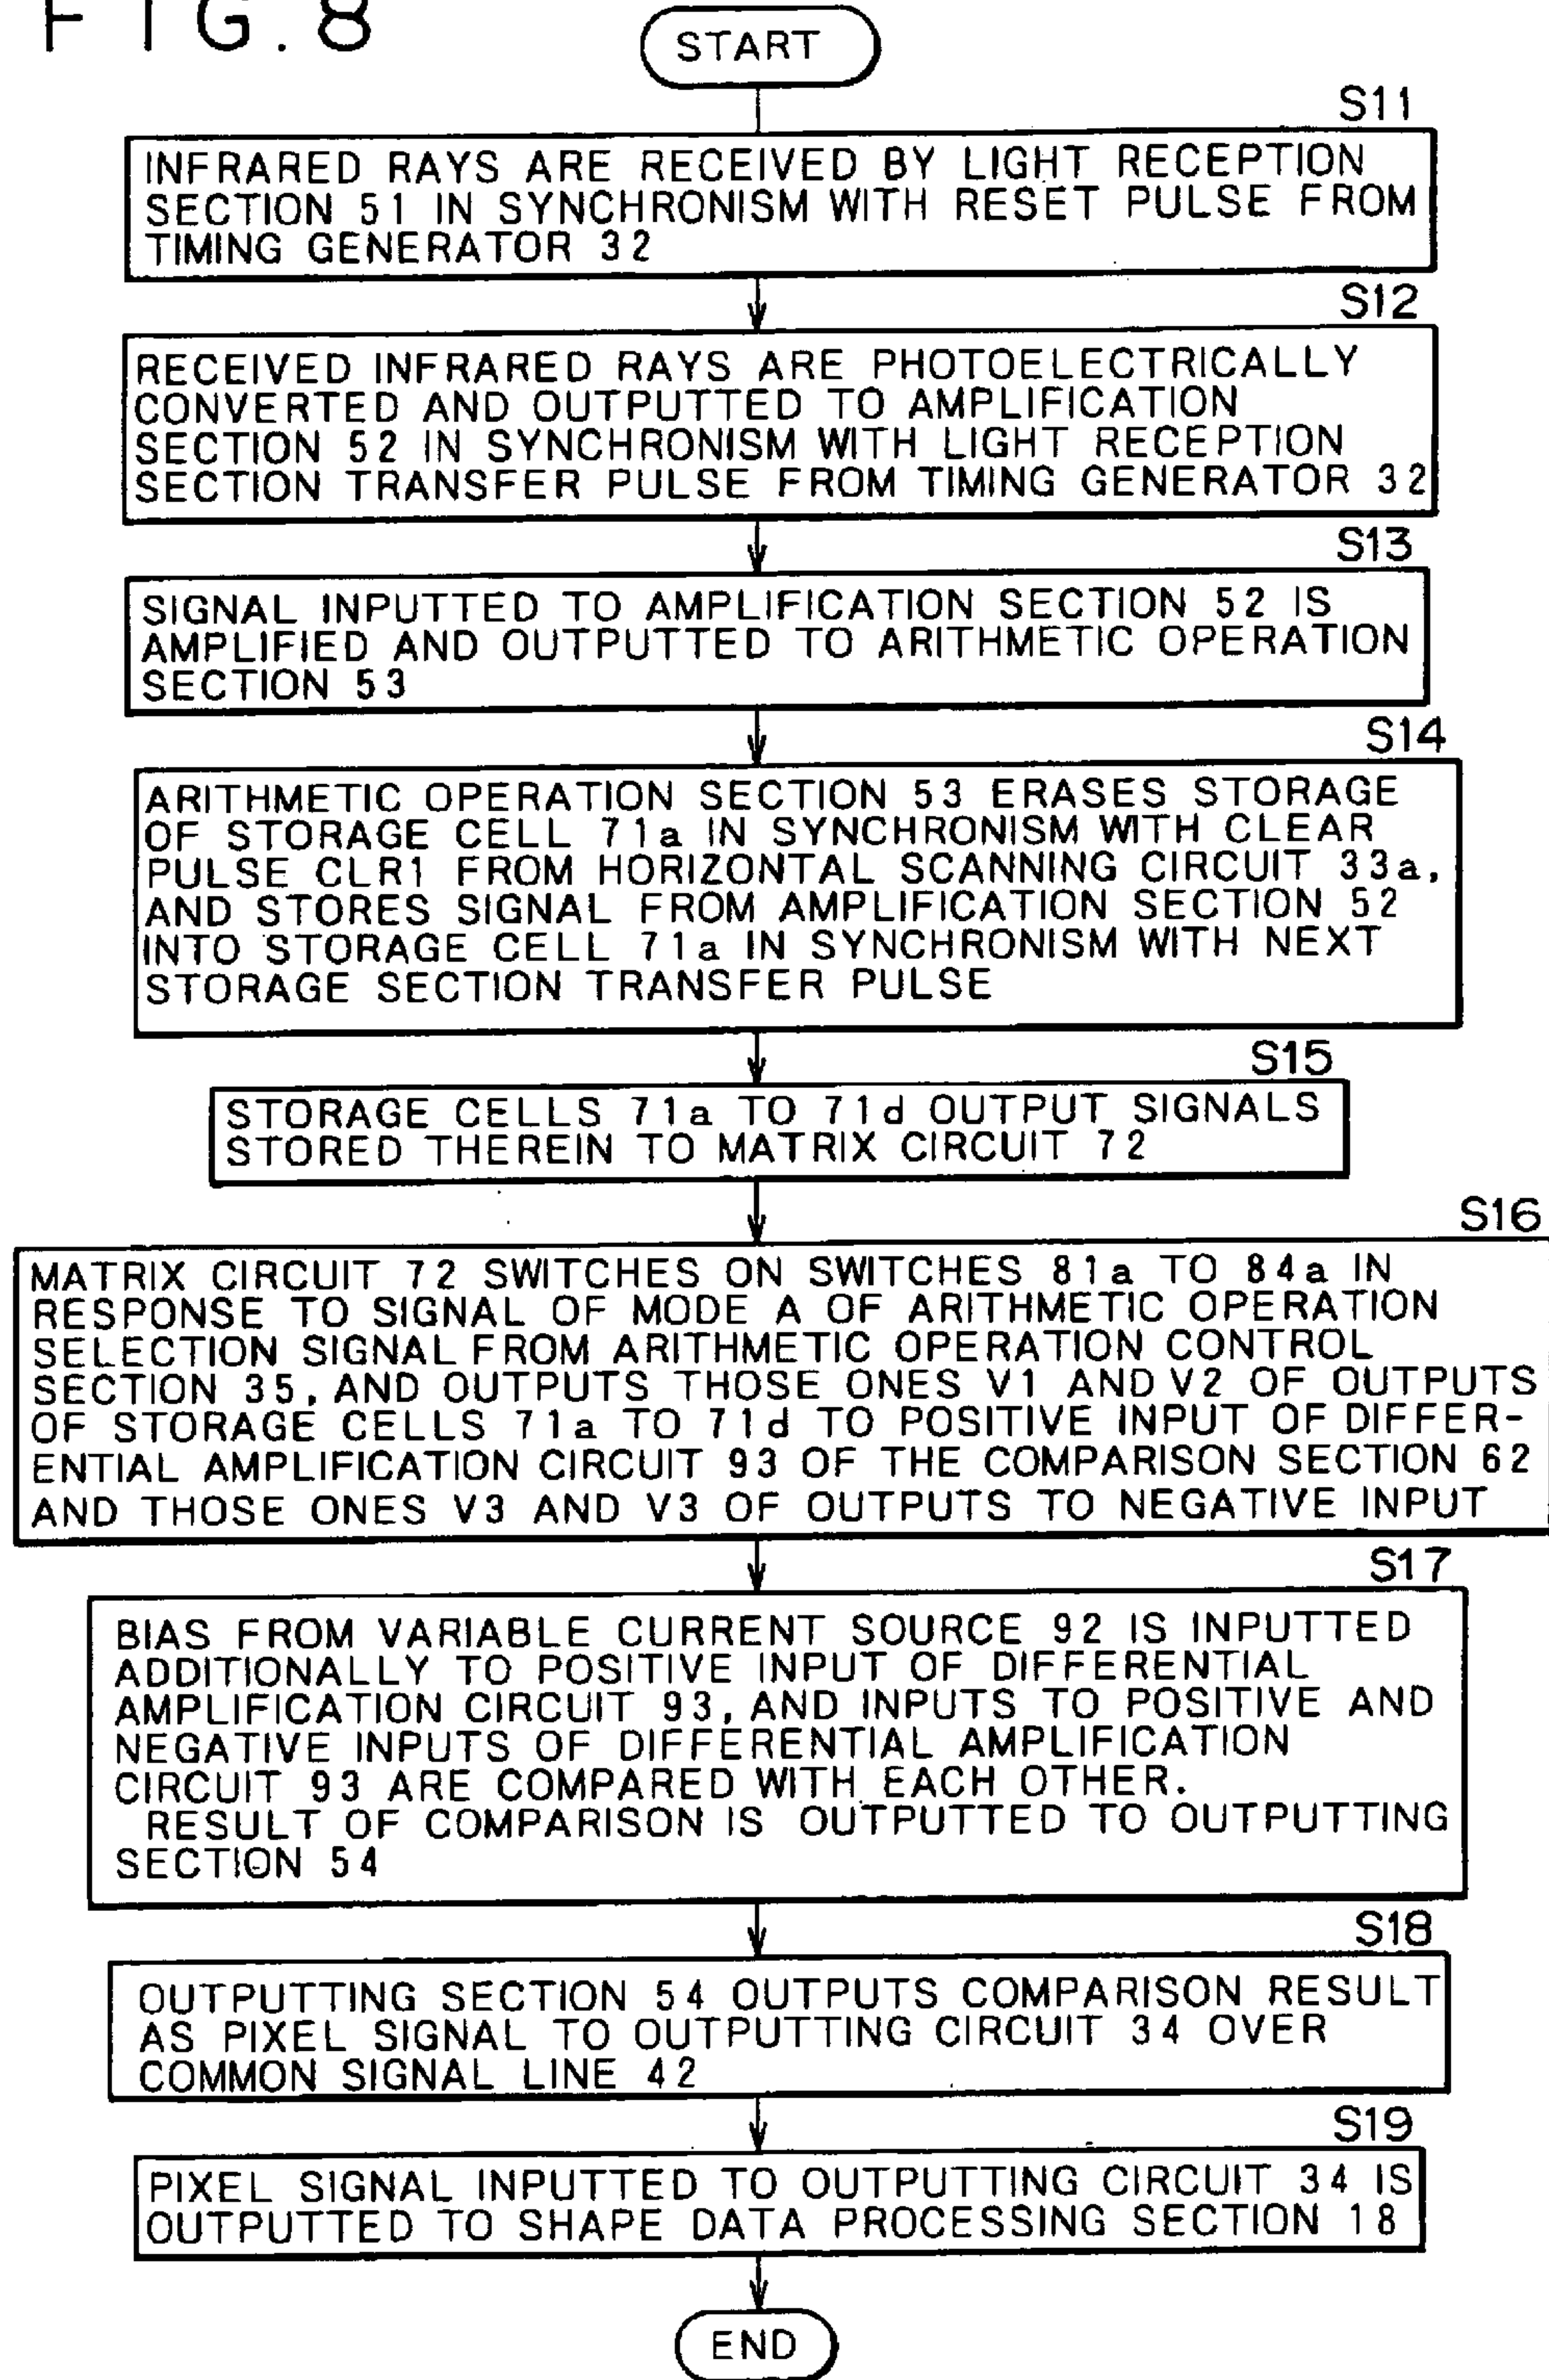 FIG.8
START
S11
INFRARED RAYS ARE RECEIVED BY LIGHT RECEPTION
SECTION 51 IN SYNCHRONISM WITH RESET PULSE FROM
TIMING GENERATOR 32
S12
RECEIVED INFRARED RAYS ARE PHOTOELECTRICALLY
CONVERTED AND OUTPUTTED TO AMPLIFICATION
SECTION 52 IN SYNCHRONISM WITH LIGHT RECEPTION
SECTION TRANSFER PULSE FROM TIMING GENERATOR 32
S13
SIGNAL INPUTTED TO AMPLIFICATION SECTION 52 IS
AMPLIFIED AND OUTPUTTED TO ARITHMETIC OPERATION
SECTION 53
S14
ARITHMETIC OPERATION SECTION 53 ERASES STORAGE
OF STORAGE CELL 71a IN SYNCHRONISM WITH CLEAR
PULSE CLR1 FROM HORIZONTAL SCANNING CIRCUIT 33a,
AND STORES SIGNAL FROM AMPLIFICATION SECTION 52
INTO STORAGE CELL 71a IN SYNCHRONISM WITH NEXT
STORAGE SECTION TRANSFER PULSE
S15
STORAGE CELLS 71a TO 71d OUTPUT SIGNALS
STORED THEREIN TO MATRIX CIRCUIT 72
S16
MATRIX CIRCUIT 72 SWITCHES ON SWITCHES 81a TO 84a IN
RESPONSE TO SIGNAL OF MODE A OF ARITHMETIC OPERATION
SELECTION SIGNAL FROM ARITHMETIC OPERATION CONTROL
SECTION 35, AND OUTPUTS THOSE ONES V1 AND V2 OF OUTPUTS
OF STORAGE CELLS 71a TO 71d TO POSITIVE INPUT OF DIFFER-
ENTIAL AMPLIFICATION CIRCUIT 93 OF THE COMPARISON SECTION 62
AND THOSE ONES V3 AND V3 OF OUTPUTS TO NEGATIVE INPUT
S17
BIAS FROM VARIABLE CURRENT SOURCE 92 IS INPUTTED
ADDITIONALLY TO POSITIVE INPUT OF DIFFERENTIAL
AMPLIFICATION CIRCUIT 93, AND INPUTS TO POSITIVE AND
NEGATIVE INPUTS OF DIFFERENTIAL AMPLIFICATION
CIRCUIT 93 ARE COMPARED WITH EACH OTHER.
RESULT OF COMPARISON IS OUTPUTTED TO OUTPUTTING
SECTION 54
S18
OUTPUTTING SECTION 54 OUTPUTS COMPARISON RESULT
AS PIXEL SIGNAL TO OUTPUTTING CIRCUIT 34 OVER
COMMON SIGNAL LINE 42
S19
PIXEL SIGNAL INPUTTED TO OUTPUTTING CIRCUIT 34 IS
OUTPUTTED TO SHAPE DATA PROCESSING SECTION 18
END